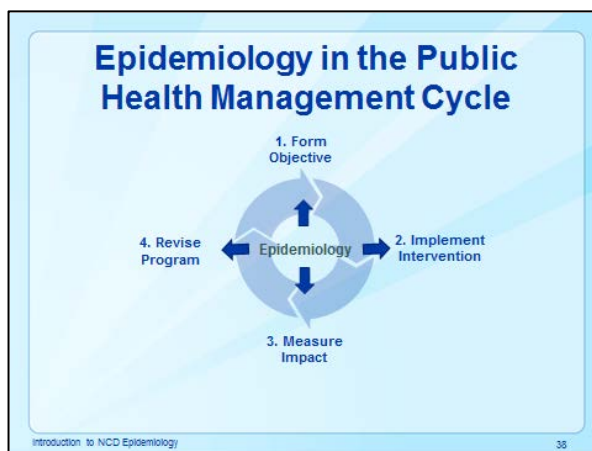 Epidemiology in the Public
Health Management Cycle
1. Form
Objective
4. Revise
Program
Epidemiology
2. Implement
Intervention
3. Measure
Impact
Introduction to NCD Epidemiology
38